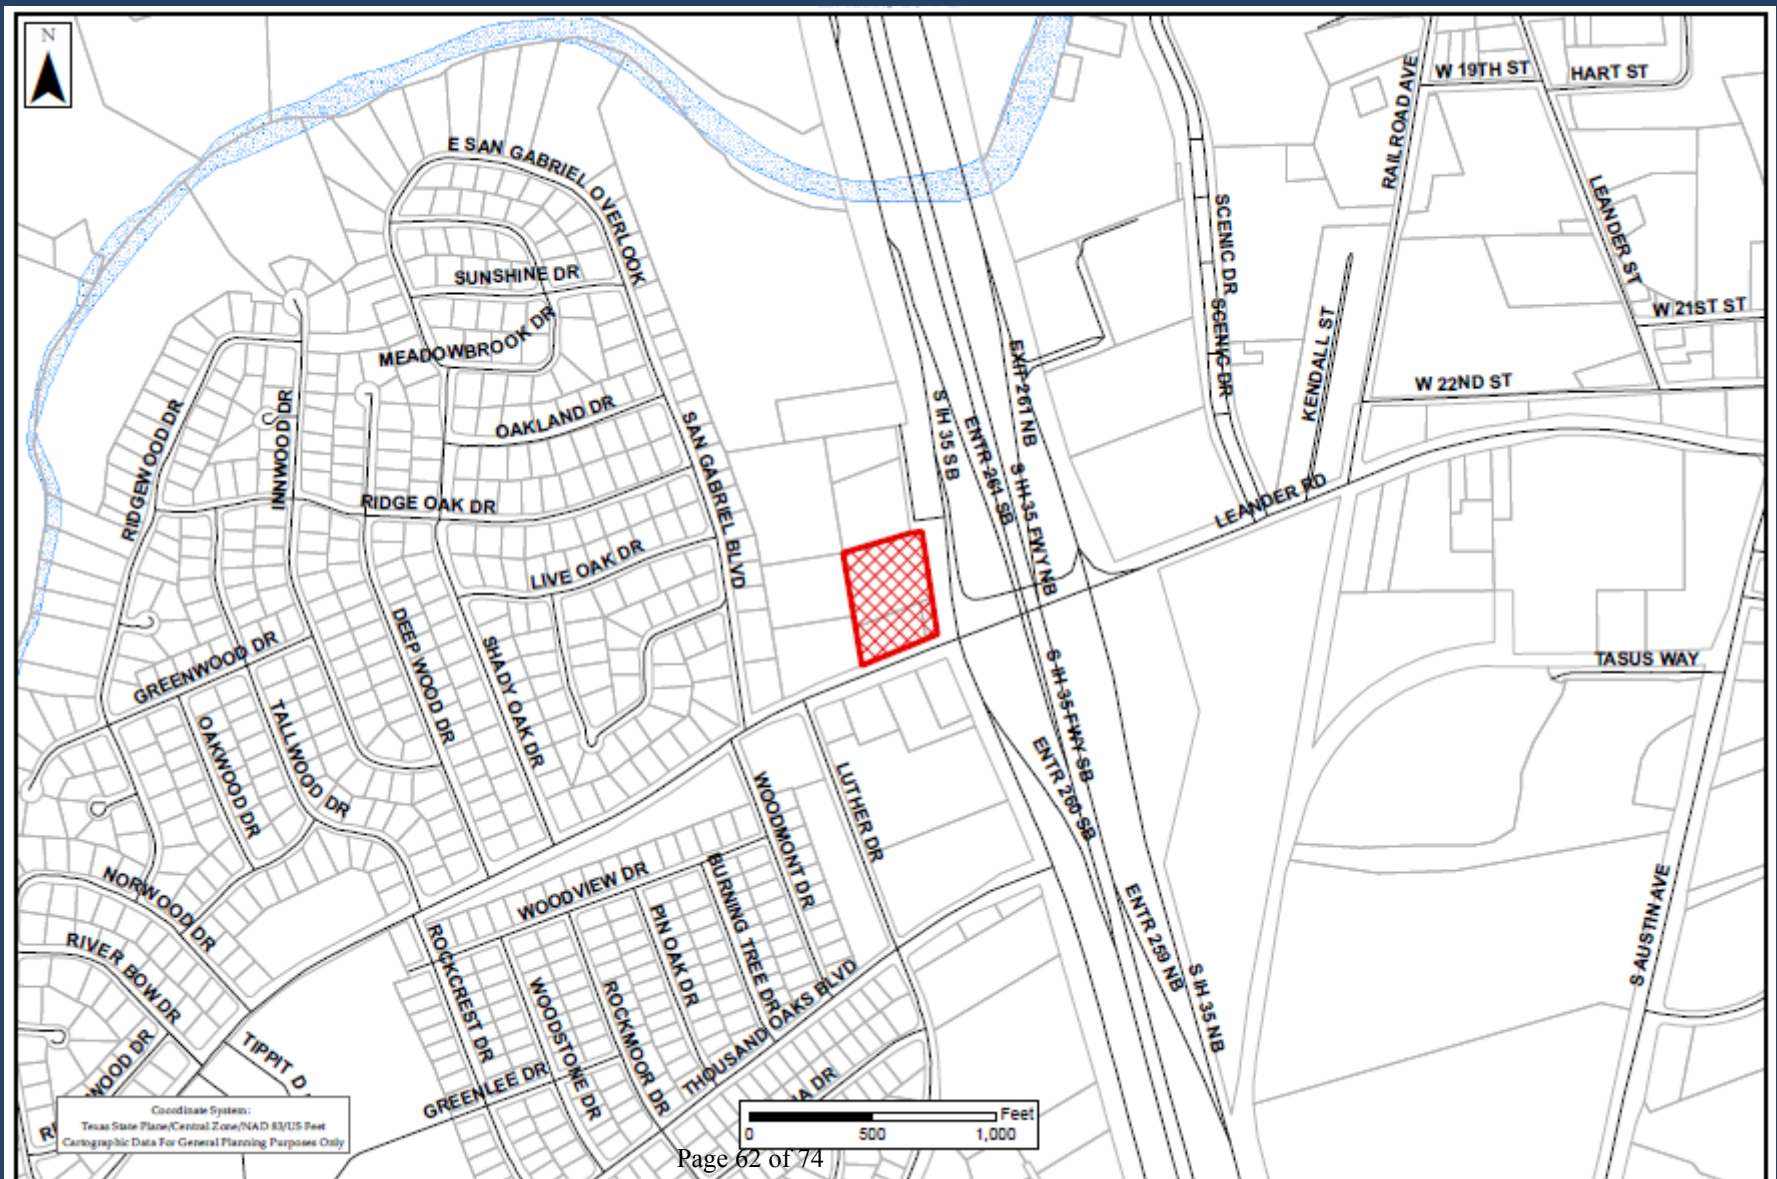 N
W 19TH ST
HART ST
RAILROAD AVE
E SAN GABRIEL OVERLOOK
LEANDER ST
SCENIC DR
SUNSHINE DR
W 21ST ST
SCENIC DR
KENDALL ST
MEADOWBROOK DR
EXIT 261 NB
W 22ND ST
S IH 35 SB
INNWOOD DR
RIDGEWOOD DR
OAKLAND DR
SAN GABRIEL BLVD
ENTR 261 SB
S IH 35 FWY NB
RIDGE OAK DR
LEANDER RD
LIVE OAK DR
DEEP WOOD DR
GREENWOOD DR
SHADY OAK DR
S IH 35 FWY SB
TASUS WAY
TALLWOOD DR
OAKWOOD DR
ENTR 260 SB
WOODMONT DR
LUTHER DR
NORWOOD DR
WOODVIEW DR
BURNING TREE DR
PIN OAK DR
ENTR 259 NB
S AUSTIN AVE
RIVER BOW DR
ROCKCREST DR
WOODSTONE DR
ROCKMOOR DR
THOUSAND OAKS BLVD
S IH 35 NB
TIPPIT D
WOOD DR
GREENLEE DR
Coordinate System:
Texas State Plane/Central Zone/NAD 83/US Feet
Cartographic Data For General Planning Purposes Only
Feet
0 500 1,000
Page 62 of 74